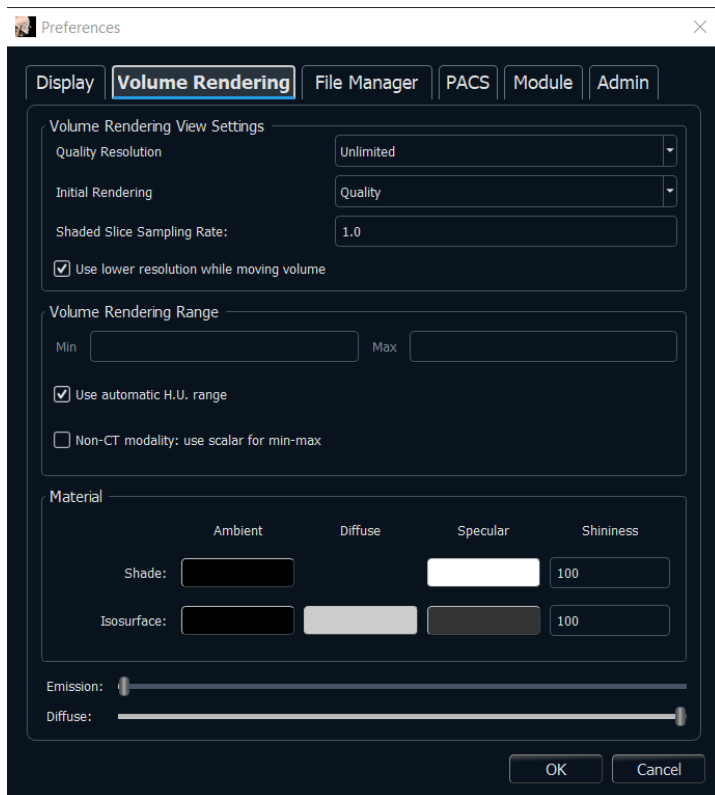 Preferences
Display Volume Rendering File Manager PACS Module Admin
Volume Rendering View Settings
Quality Resolution Unlimited
Initial Rendering Quality
Shaded Slice Sampling Rate: 1.0
Use lower resolution while moving volume
Volume Rendering Range
Min Max
Use automatic H.U. range
Non-CT modality: use scalar for min-max
Material
Ambient Diffuse Specular Shininess
Shade: 100
Isosurface: 100
Emission:
Diffuse:
OK Cancel